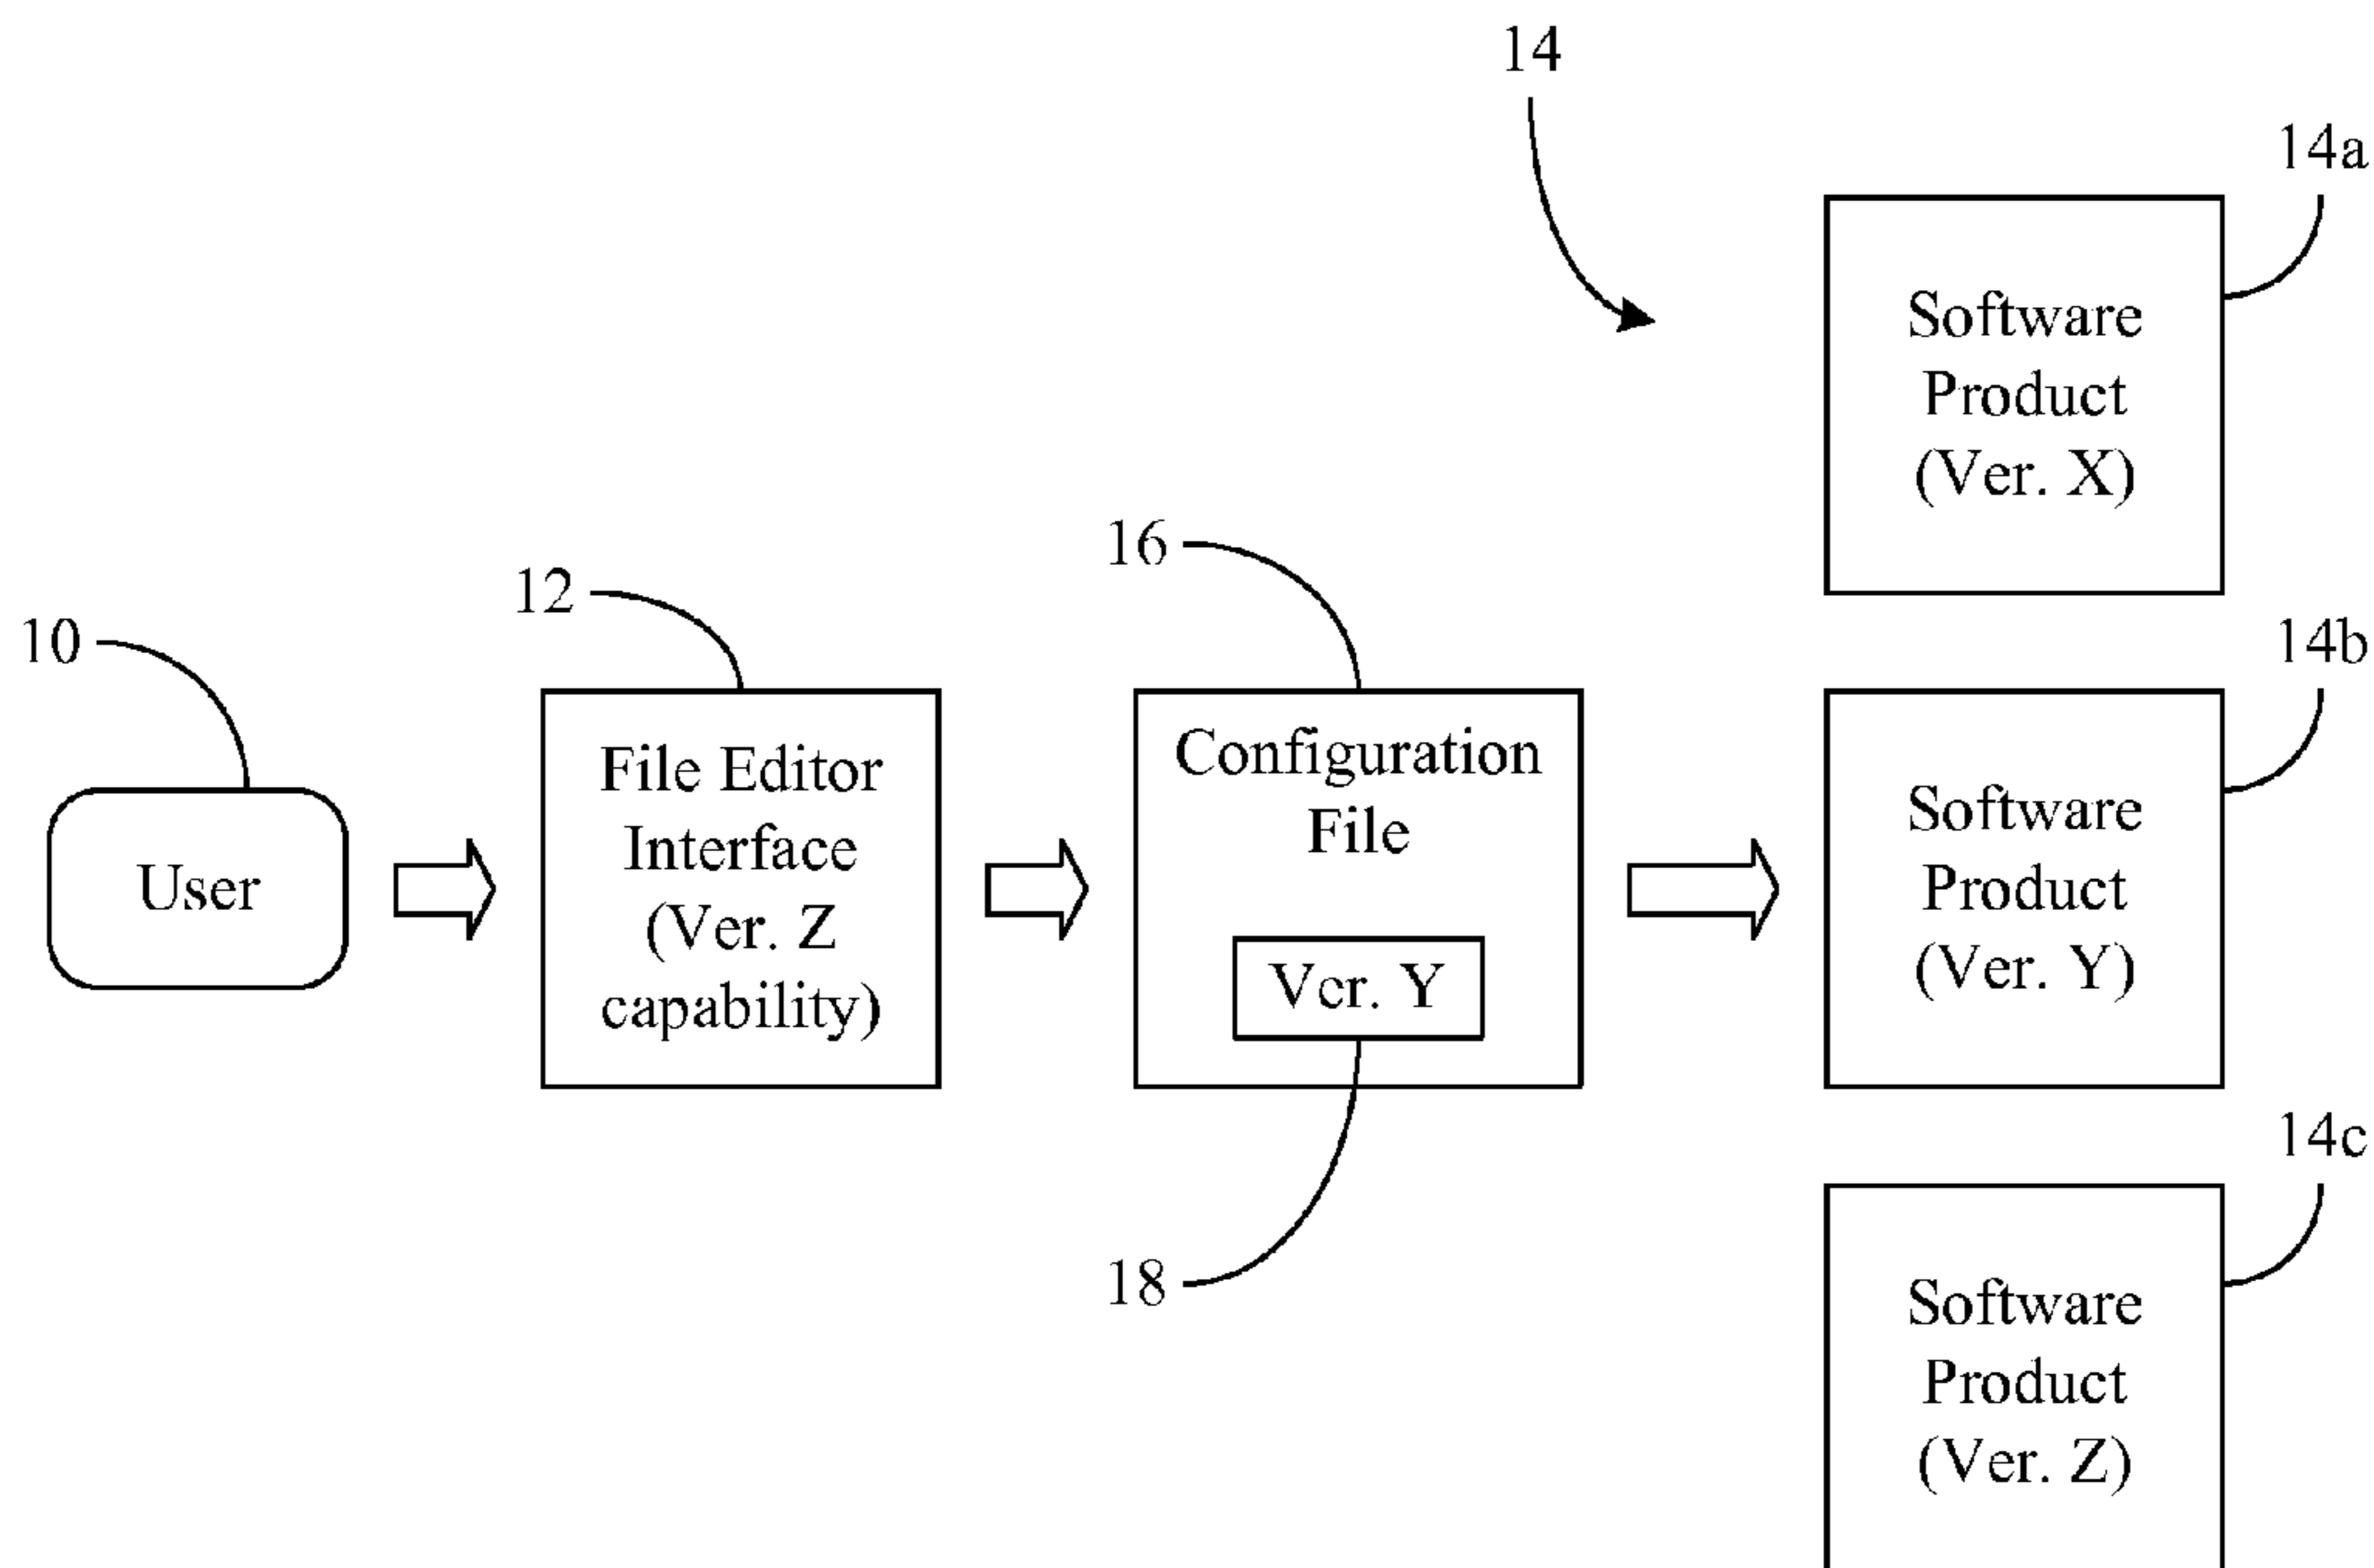 14
14a
Software
Product
(Ver. X)
16
12
10
14b
File Editor
Interface
(Ver. Z
capability)
Configuration
File
Ver. Y
User
Software
Product
(Ver. Y)
18
14c
Software
Product
(Ver. Z)